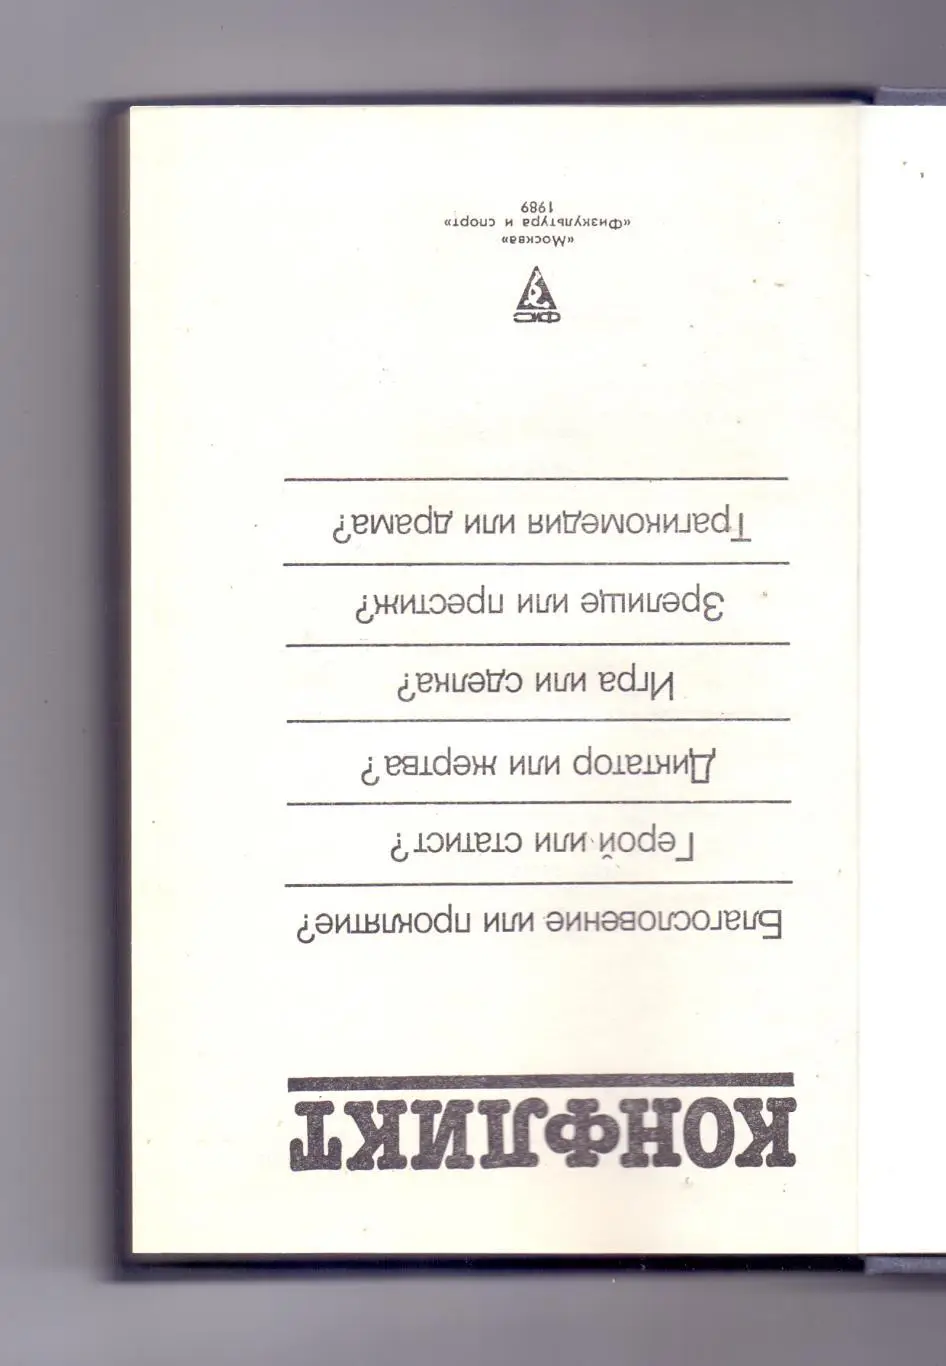 КОНФЛИКТ
Благословение или проклятие?
Герой или статист?
Диктатор или жертва?
Игра или сделка?
Зрелище или престиж?
Трагикомедия или драма?
ФИС
«Москва»
«Физкультура и спорт»
1989